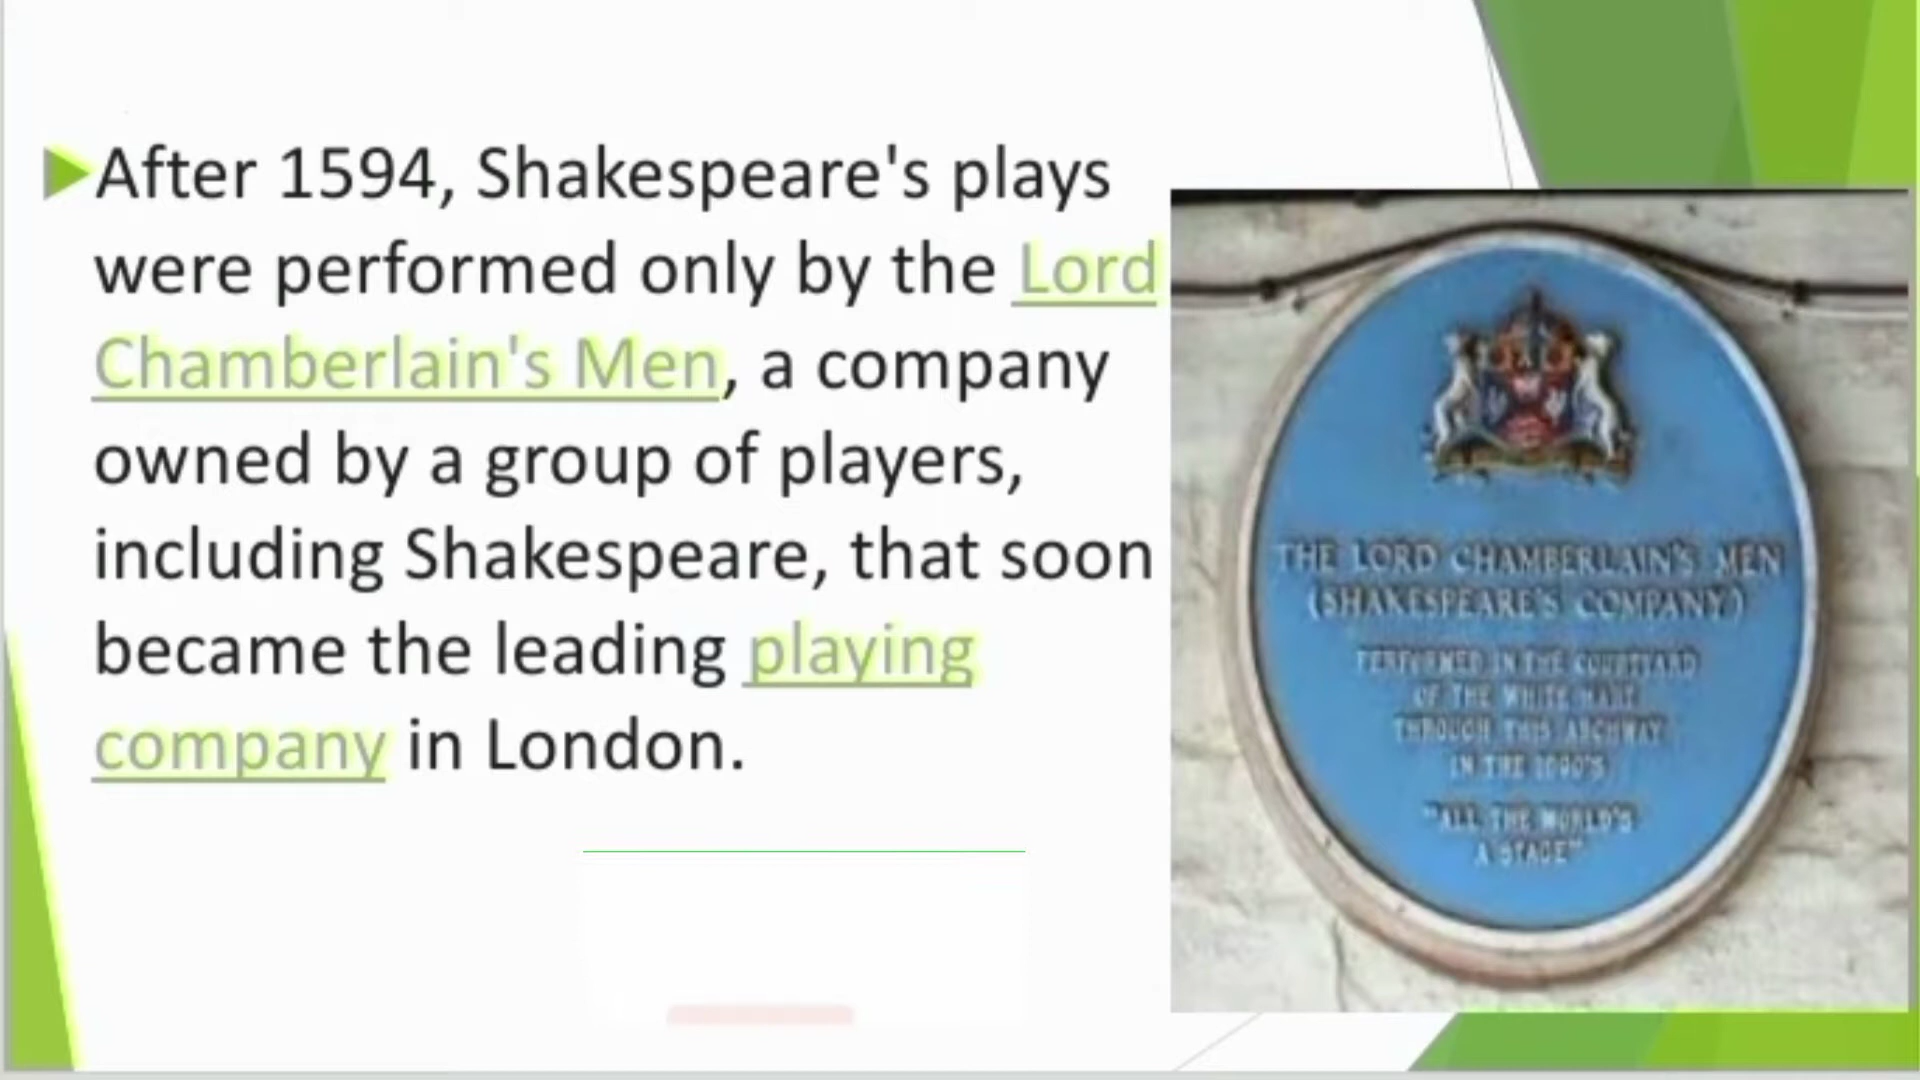 After 1594, Shakespeare's plays
were performed only by the Lord
Chamberlain's Men, a company
owned by a group of players,
including Shakespeare, that soon
became the leading playing
company in London.
THE LORD CHAMBERLAIN'S MEN
(SHAKESPEARE'S COMPANY)
PERFORMED IN THE COURTYARD
OF THE WHITE HART
THROUGH THIS ARCHWAY
IN THE
"ALL THE WORLD'S
A STAGE"